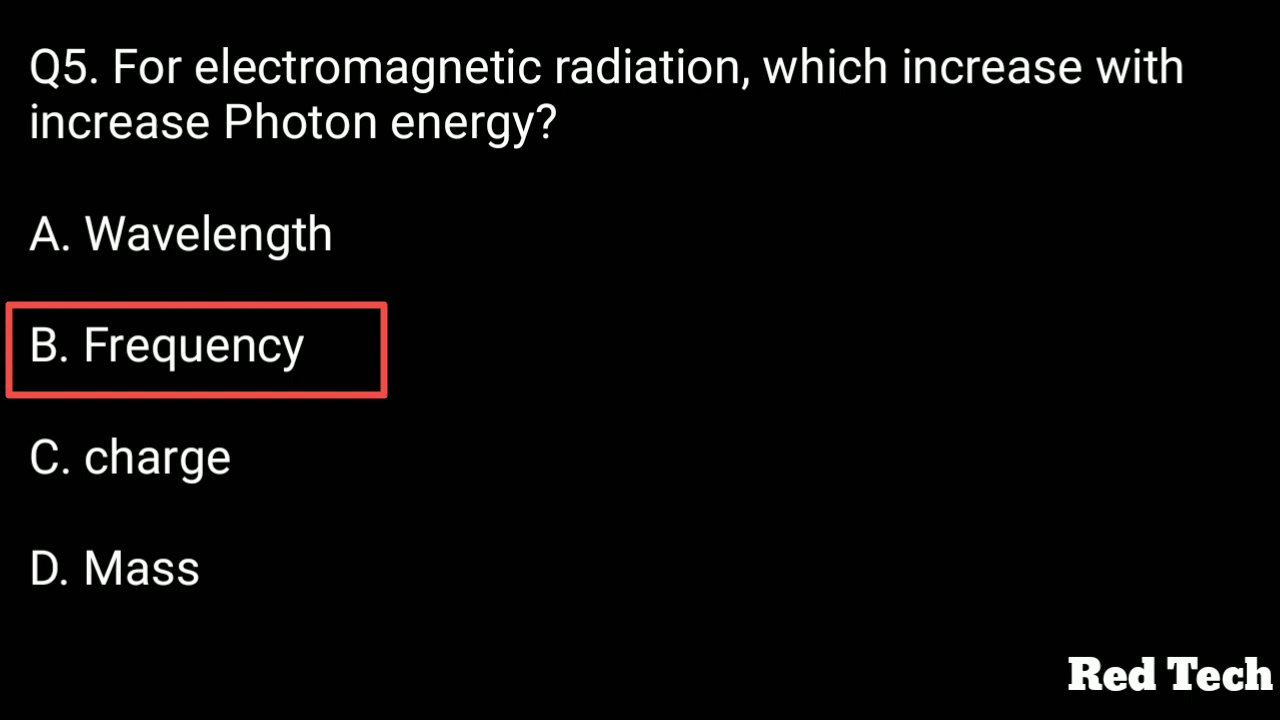 Q5. For electromagnetic radiation, which increase with
increase Photon energy?
A. Wavelength
B. Frequency
C. charge
D. Mass
Red Tech